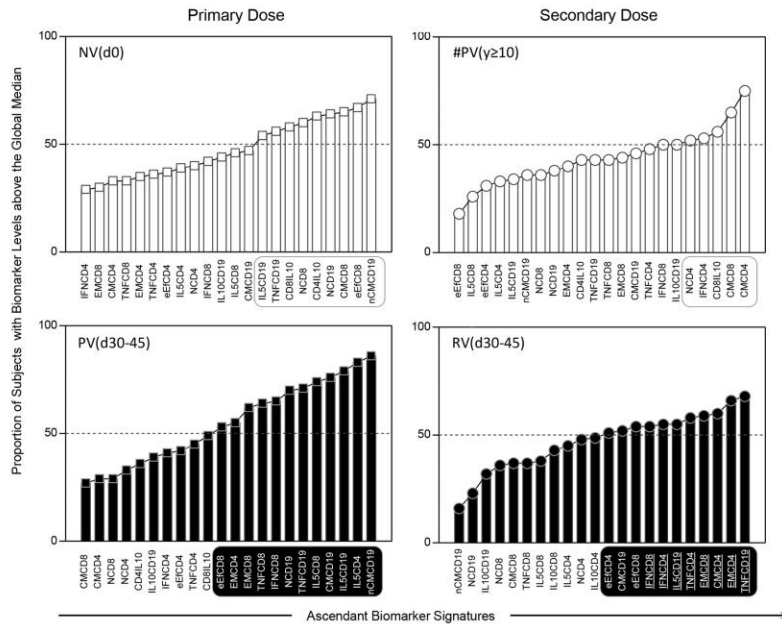 Primary Dose
Secondary Dose
Proportion of Subjects with Biomarker Levels above the Global Median
100
50
0
NV(d0)
IFNCD4
EMCD8
CMCD4
TNFCD8
EMCD4
TNFCD4
eEfCD4
IL5CD4
NCD4
IFNCD8
IL10CD19
IL5CD8
CMCD19
IL5CD19
TNFCD19
CD8IL10
NCD8
CD4IL10
NCD19
CMCD8
eEfCD8
nCMCD19
100
50
0
#PV(y≥10)
eEfCD8
IL5CD8
eEfCD4
IL5CD4
IL5CD19
nCMCD19
NCD8
NCD19
EMCD4
CD4IL10
TNFCD19
TNFCD8
EMCD8
CMCD19
TNFCD4
IFNCD8
IL10CD19
NCD4
IFNCD4
CD8IL10
CMCD8
CMCD4
100
50
0
PV(d30-45)
CMCD8
CMCD4
NCD8
NCD4
CD4IL10
IL10CD19
IFNCD4
eEfCD4
TNFCD4
CD8IL10
eEfCD8
EMCD4
EMCD8
TNFCD8
IFNCD8
NCD19
TNFCD19
IL5CD8
CMCD19
IL5CD19
IL5CD4
nCMCD19
100
50
0
RV(d30-45)
nCMCD19
NCD19
IL10CD19
NCD8
CMCD8
TNFCD8
IL5CD8
IL10CD8
IL5CD4
NCD4
IL10CD4
eEfCD4
CMCD19
eEfCD8
IFNCD8
IFNCD4
IL5CD19
TNFCD4
EMCD8
CMCD4
EMCD4
TNFCD19
Ascendant Biomarker Signatures